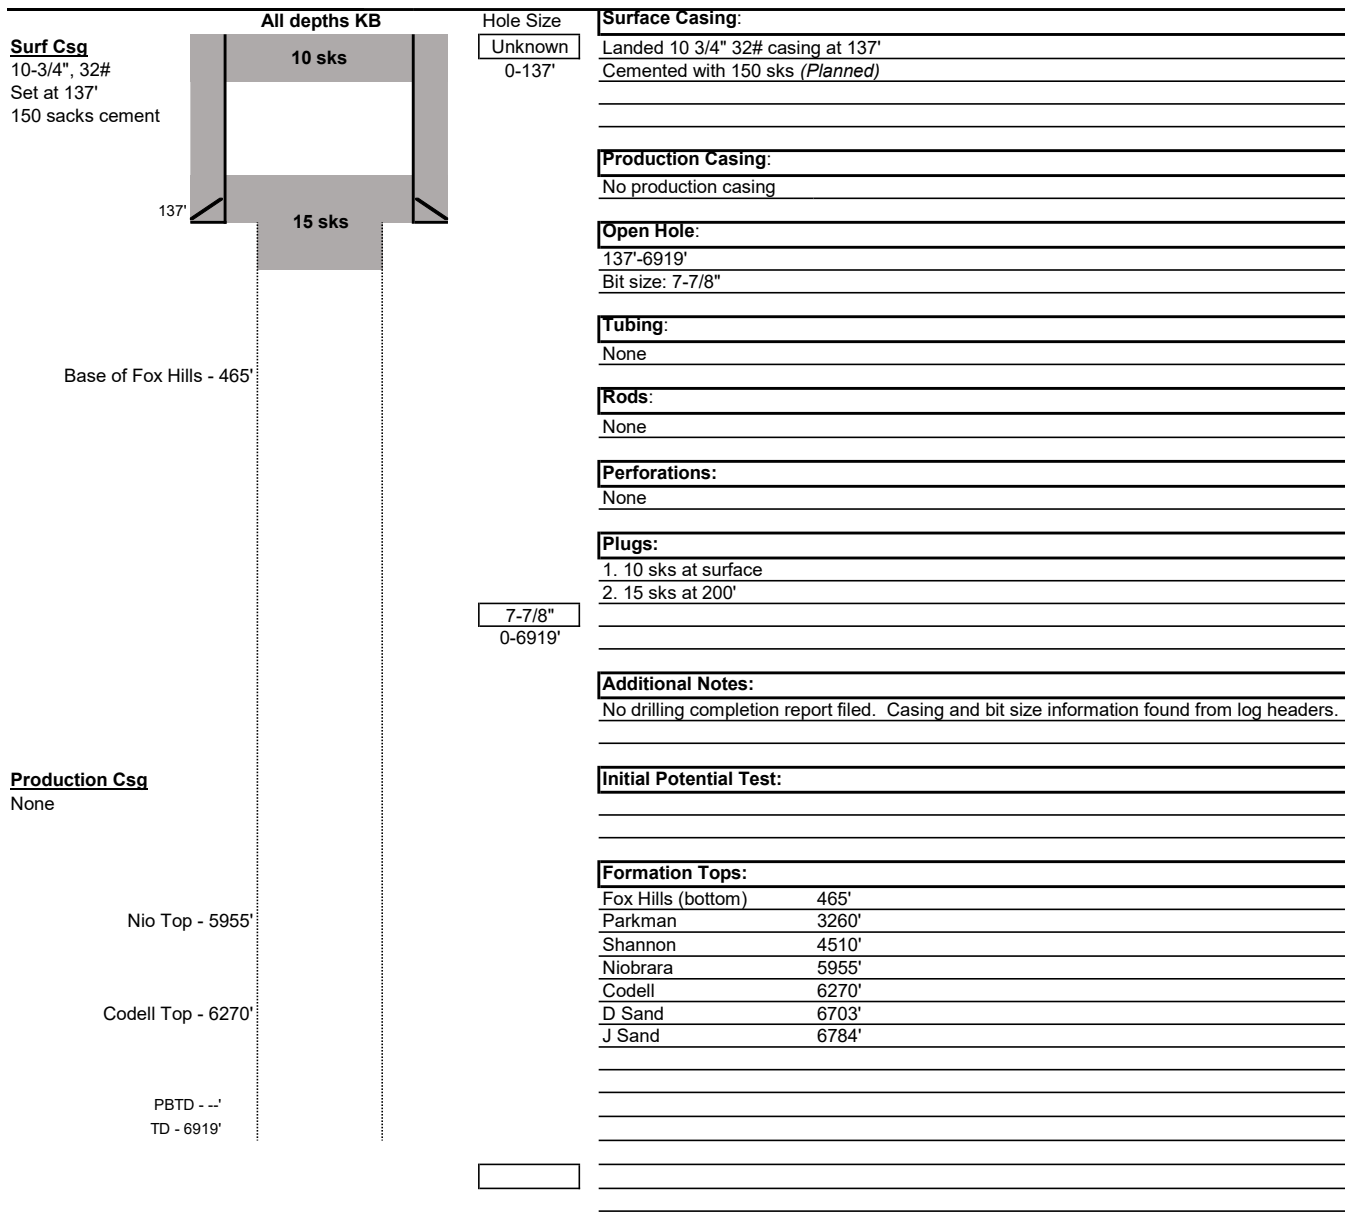 All depths KB
Hole Size
Surf Csg
10-3/4", 32#
Set at 137'
150 sacks cement
10 sks
Unknown
0-137'
137'
15 sks
Base of Fox Hills - 465'
7-7/8"
0-6919'
Production Csg
None
Nio Top - 5955'
Codell Top - 6270'
PBTD - --'
TD - 6919'
Surface Casing:
Landed 10 3/4" 32# casing at 137'
Cemented with 150 sks (Planned)
Production Casing:
No production casing
Open Hole:
137'-6919'
Bit size: 7-7/8"
Tubing:
None
Rods:
None
Perforations:
None
Plugs:
1. 10 sks at surface
2. 15 sks at 200'
Additional Notes:
No drilling completion report filed.  Casing and bit size information found from log headers.
Initial Potential Test:
Formation Tops:
Fox Hills (bottom) 465'
Parkman 3260'
Shannon 4510'
Niobrara 5955'
Codell 6270'
D Sand 6703'
J Sand 6784'